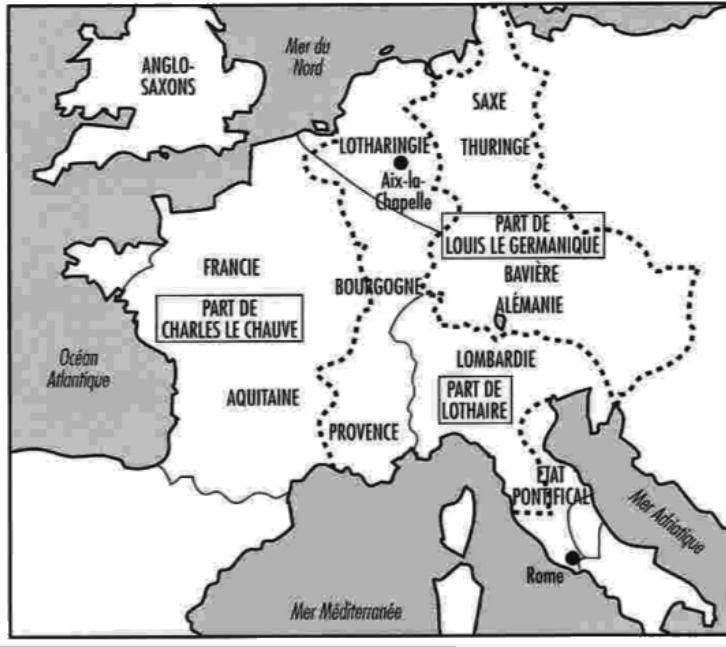 Mer du
Nord
ANGLO-
SAXONS
SAXE
LOTHARINGIE
THURINGE
Aix-la-
Chapelle
PART DE
LOUIS LE GERMANIQUE
FRANCIE
BAVIÈRE
BOURGOGNE
PART DE
CHARLES LE CHAUVE
ALÉMANIE
Océan
Atlantique
LOMBARDIE
AQUITAINE
PART DE
LOTHAIRE
PROVENCE
ETAT
PONTIFICAL
Mer Adriatique
Rome
Mer Méditerranée